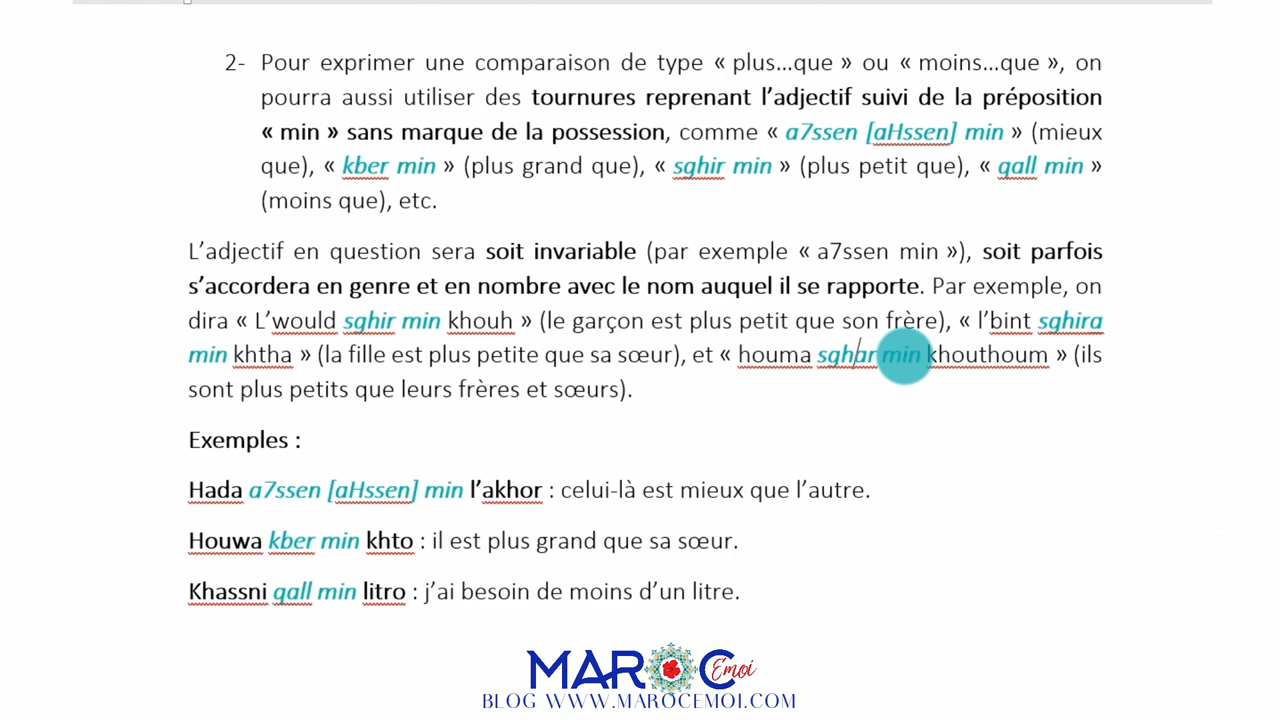 2- Pour exprimer une comparaison de type « plus...que » ou « moins...que », on
pourra aussi utiliser des tournures reprenant l'adjectif suivi de la préposition
« min » sans marque de la possession, comme « a7ssen [aHssen] min » (mieux
que), « kber min » (plus grand que), « sghir min » (plus petit que), « qall min »
(moins que), etc.
L'adjectif en question sera soit invariable (par exemple « a7ssen min »), soit parfois
s'accordera en genre et en nombre avec le nom auquel il se rapporte. Par exemple, on
dira « L'would sghir min khouh » (le garçon est plus petit que son frère), « l'bint sghira
min khtha » (la fille est plus petite que sa sœur), et « houma sghar min khouthoum » (ils
sont plus petits que leurs frères et sœurs).
Exemples :
Hada a7ssen [aHssen] min l'akhor : celui-là est mieux que l'autre.
Houwa kber min khto : il est plus grand que sa sœur.
Khassni qall min litro : j'ai besoin de moins d'un litre.
MAROC Emoi
BLOG WWW.MAROCEMOI.COM